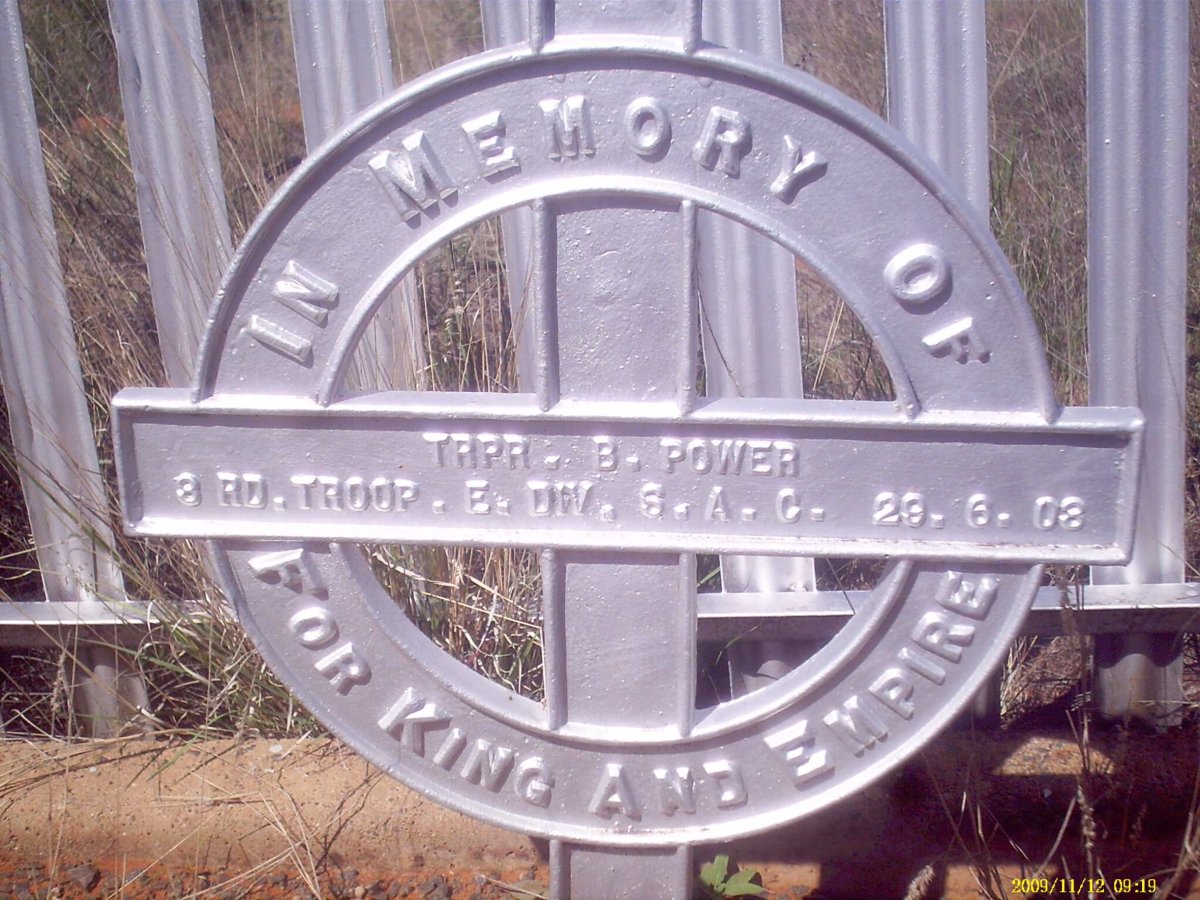 IN MEMORY OF
TRPR. B. POWER
3 RD. TROOP. E. DIV. S. A. C. 29. 6. 03
FOR KING AND EMPIRE
2009/11/12 09:19